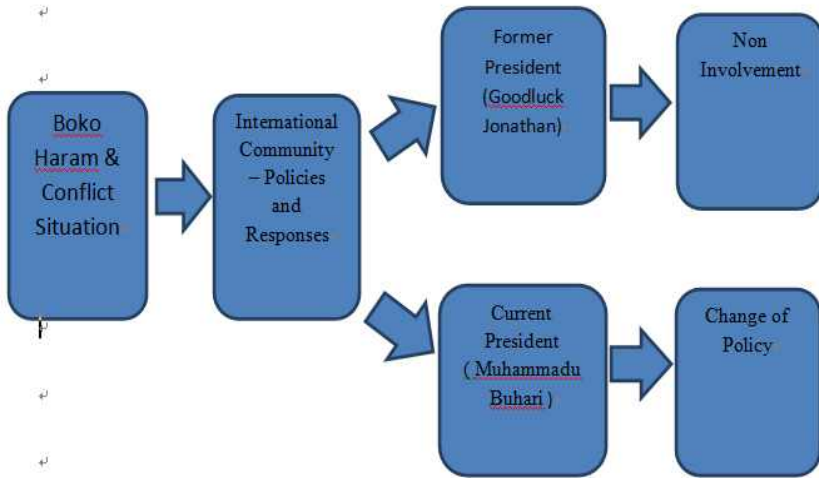 Boko
Haram &
Conflict
Situation
International
Community
– Policies
and
Responses
Former
President
(Goodluck
Jonathan)
Non
Involvement
Current
President
( Muhammadu
Buhari )
Change of
Policy